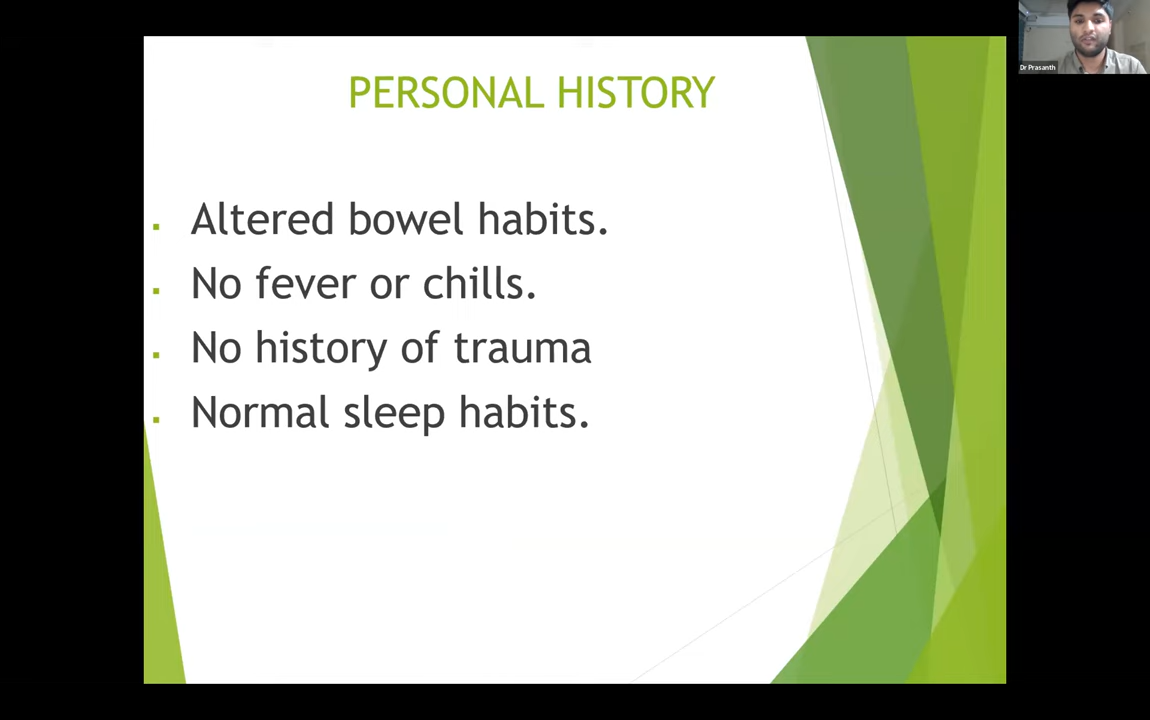 PERSONAL HISTORY
Dr Prasanth
▪ Altered bowel habits.
▪ No fever or chills.
▪ No history of trauma
▪ Normal sleep habits.